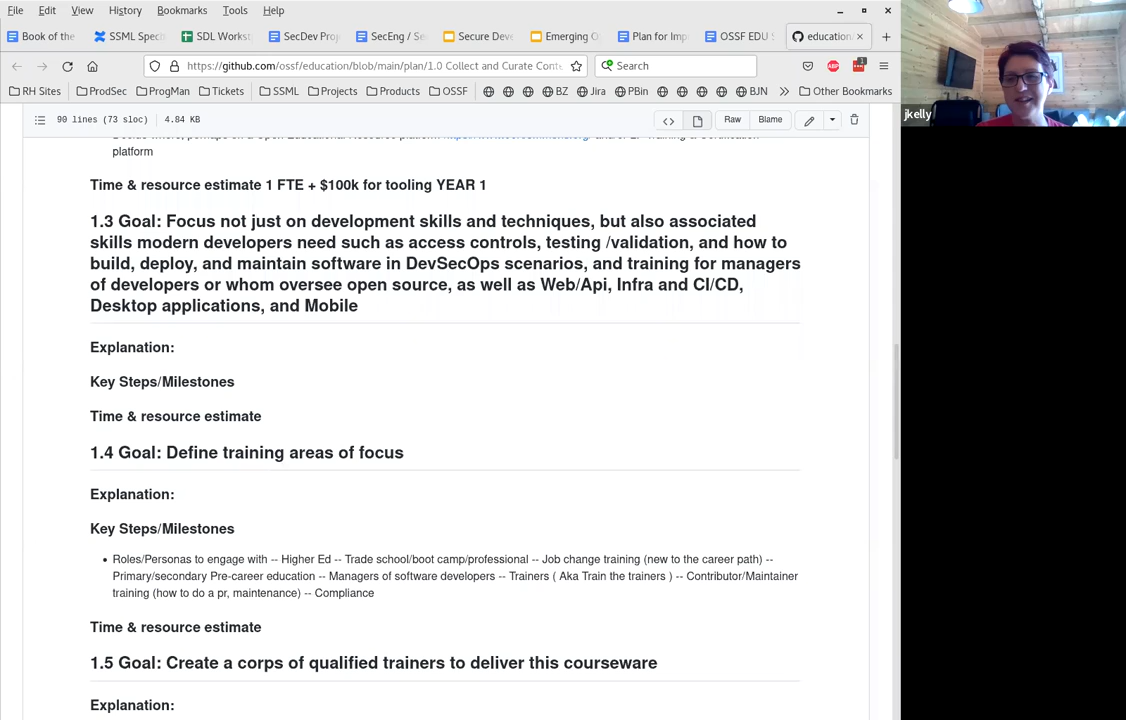 File Edit View History Bookmarks Tools Help
Book of the SSML Spec SDL Workst SecDev Proj SecEng / Se Secure Deve Emerging O Plan for Imp OSSF EDU S education
https://github.com/ossf/education/blob/main/plan/1.0 Collect and Curate Conte Search
RH Sites ProdSec ProgMan Tickets SSML Projects Products OSSF BZ Jira PBin BJN Other Bookmarks
90 lines (73 sloc) 4.84 KB Raw Blame
platform
Time & resource estimate 1 FTE + $100k for tooling YEAR 1
1.3 Goal: Focus not just on development skills and techniques, but also associated
skills modern developers need such as access controls, testing /validation, and how to
build, deploy, and maintain software in DevSecOps scenarios, and training for managers
of developers or whom oversee open source, as well as Web/Api, Infra and CI/CD,
Desktop applications, and Mobile
Explanation:
Key Steps/Milestones
Time & resource estimate
1.4 Goal: Define training areas of focus
Explanation:
Key Steps/Milestones
Roles/Personas to engage with -- Higher Ed -- Trade school/boot camp/professional -- Job change training (new to the career path) --
Primary/secondary Pre-career education -- Managers of software developers -- Trainers ( Aka Train the trainers ) -- Contributor/Maintainer
training (how to do a pr, maintenance) -- Compliance
Time & resource estimate
1.5 Goal: Create a corps of qualified trainers to deliver this courseware
Explanation:
jkelly